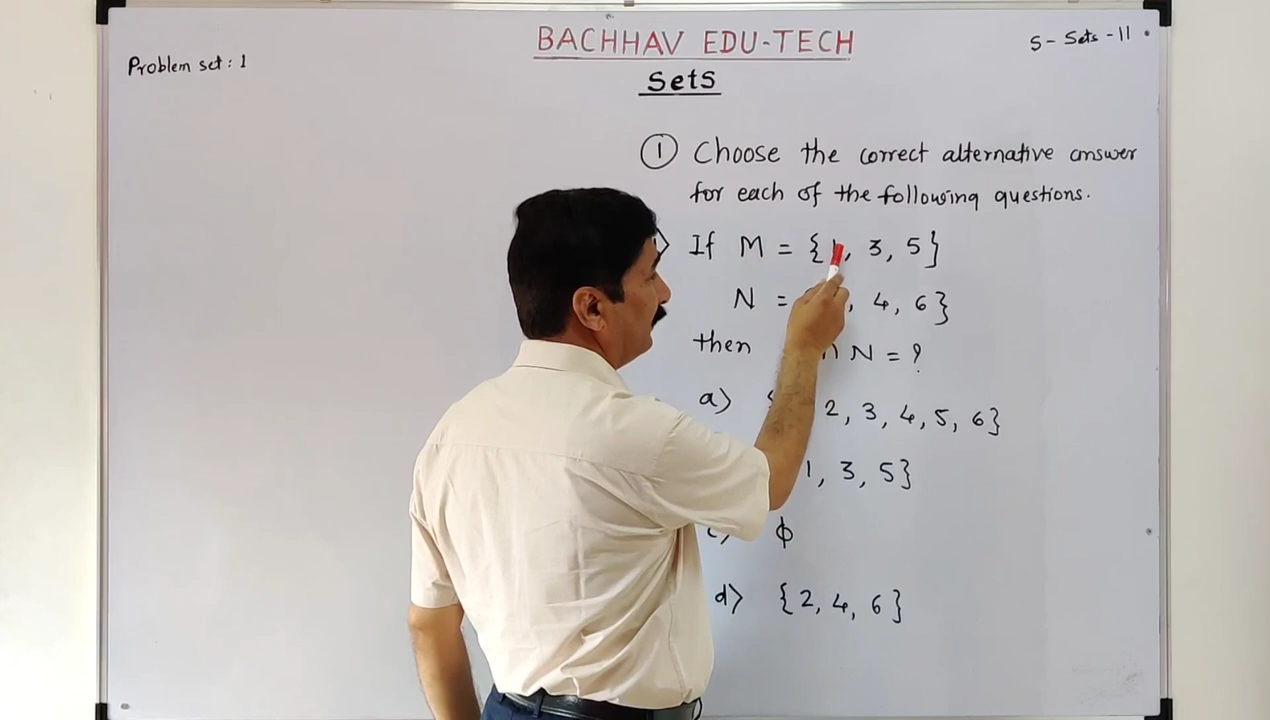 BACHHAV EDU-TECH
S-Sets-11
Problem set: 1
Sets
① Choose the correct alternative answer
for each of the following questions.
If M = {1, 3, 5}
N = , 4, 6}
then ∩ N = ?
a) 2, 3, 4, 5, 6}
1, 3, 5}
c) ϕ
d) {2, 4, 6}